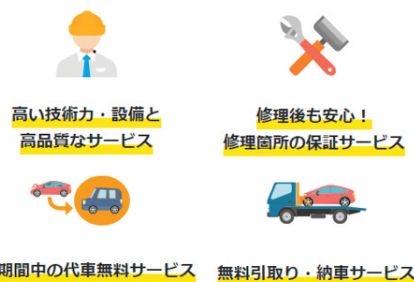 高い技術力・設備と
高品質なサービス
修理後も安心！
修理箇所の保証サービス
期間中の代車無料サービス
無料引取り・納車サービス